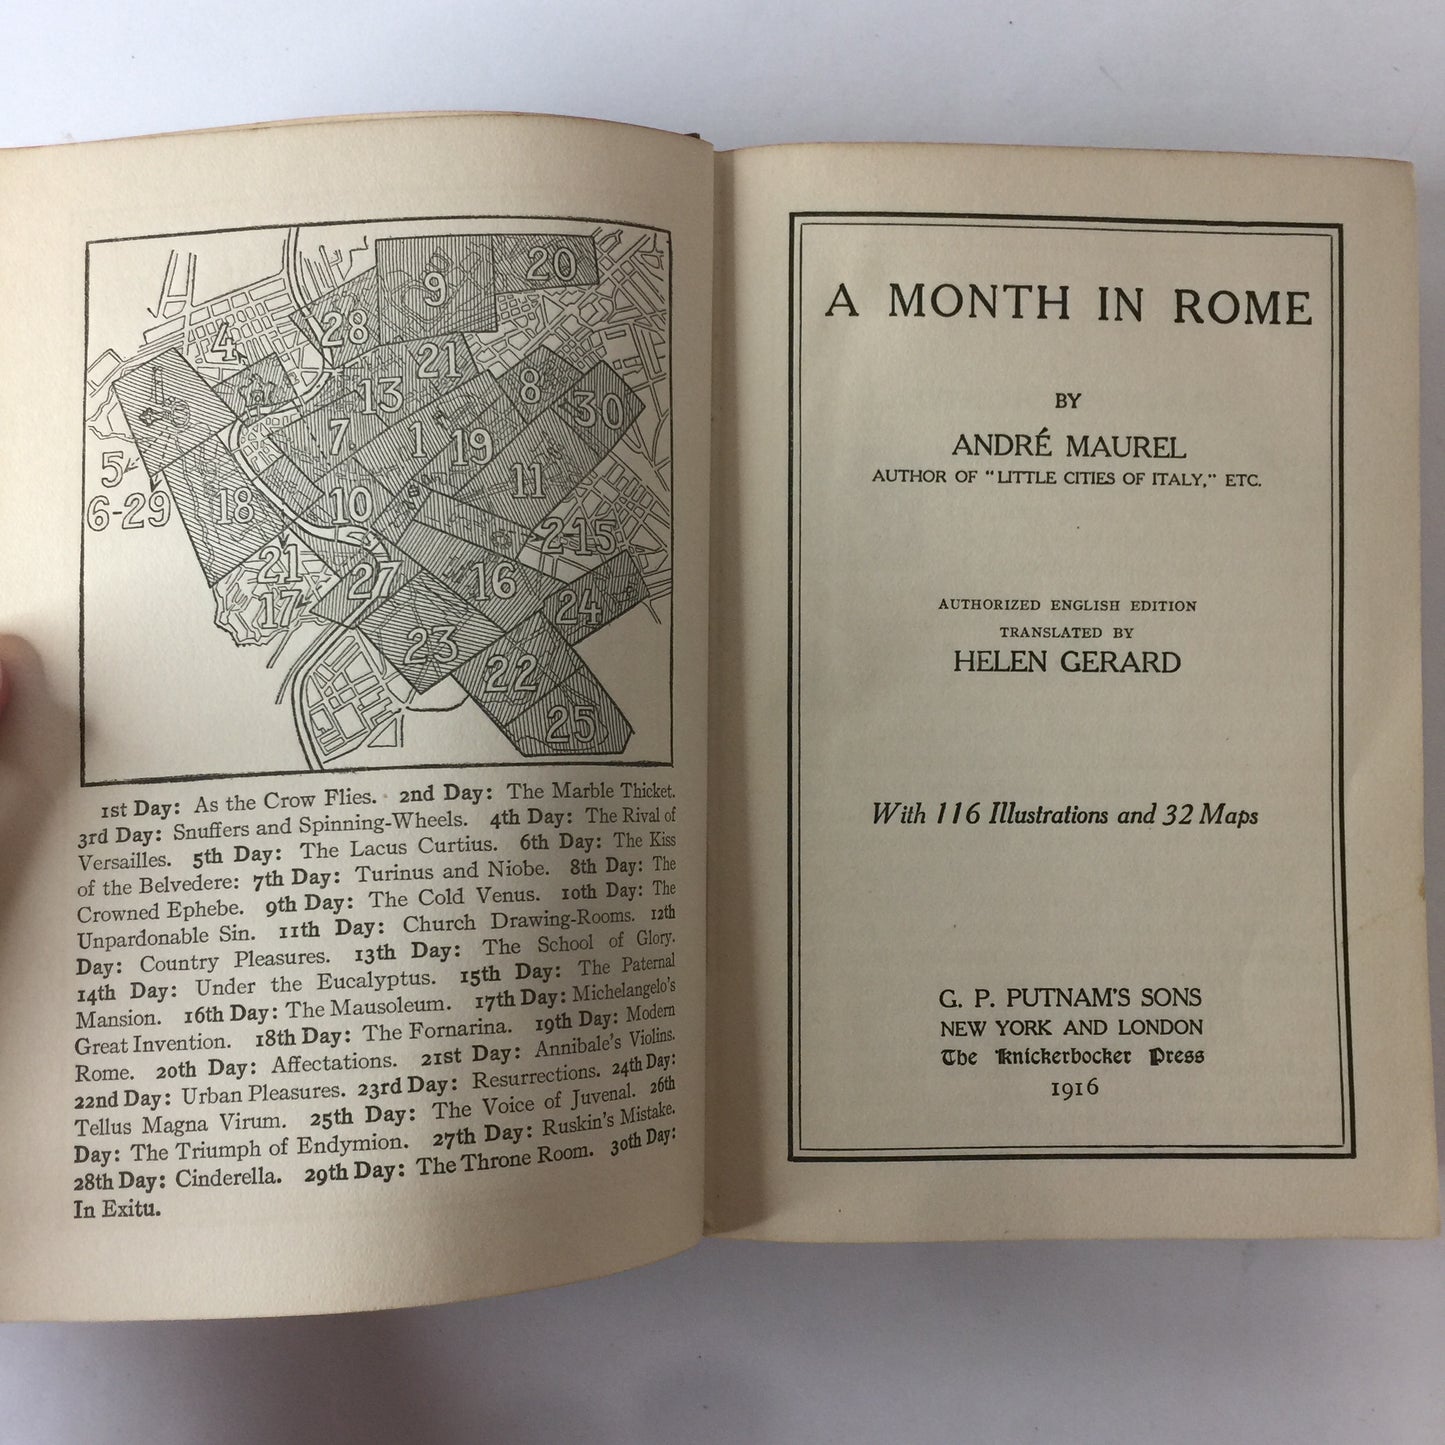 9
20
28
4
21
13
8
30
7
1
19
5
11
6-29
18
10
2-15
21
27
16
17
24
23
22
25
1st Day: As the Crow Flies. 2nd Day: The Marble Thicket.
3rd Day: Snuffers and Spinning-Wheels. 4th Day: The Rival of
Versailles. 5th Day: The Lacus Curtius. 6th Day: The Kiss
of the Belvedere: 7th Day: Turinus and Niobe. 8th Day: The
Crowned Ephebe. 9th Day: The Cold Venus. 10th Day: The
Unpardonable Sin. 11th Day: Church Drawing-Rooms. 12th
Day: Country Pleasures. 13th Day: The School of Glory.
14th Day: Under the Eucalyptus. 15th Day: The Paternal
Mansion. 16th Day: The Mausoleum. 17th Day: Michelangelo's
Great Invention. 18th Day: The Fornarina. 19th Day: Modern
Rome. 20th Day: Affectations. 21st Day: Annibale's Violins.
22nd Day: Urban Pleasures. 23rd Day: Resurrections. 24th Day:
Tellus Magna Virum. 25th Day: The Voice of Juvenal. 26th
Day: The Triumph of Endymion. 27th Day: Ruskin's Mistake.
28th Day: Cinderella. 29th Day: The Throne Room. 30th Day:
In Exitu.
A MONTH IN ROME
BY
ANDRÉ MAUREL
AUTHOR OF "LITTLE CITIES OF ITALY," ETC.
AUTHORIZED ENGLISH EDITION
TRANSLATED BY
HELEN GERARD
With 116 Illustrations and 32 Maps
G. P. PUTNAM'S SONS
NEW YORK AND LONDON
The Knickerbocker Press
1916